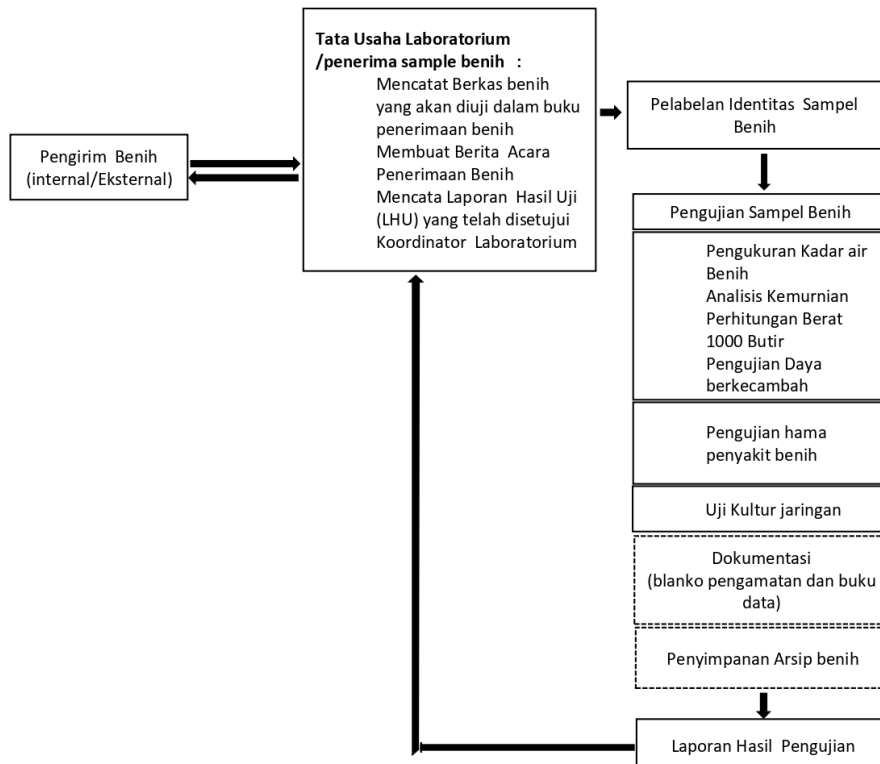 Tata Usaha Laboratorium
/penerima sample benih :
Mencatat Berkas benih
yang akan diuji dalam buku
penerimaan benih
Membuat Berita Acara
Penerimaan Benih
Mencata Laporan Hasil Uji
(LHU) yang telah disetujui
Koordinator Laboratorium
Pengirim Benih
(internal/Eksternal)
Pelabelan Identitas Sampel
Benih
Pengujian Sampel Benih
Pengukuran Kadar air
Benih
Analisis Kemurnian
Perhitungan Berat
1000 Butir
Pengujian Daya
berkecambah
Pengujian hama
penyakit benih
Uji Kultur jaringan
Dokumentasi
(blanko pengamatan dan buku
data)
Penyimpanan Arsip benih
Laporan Hasil Pengujian